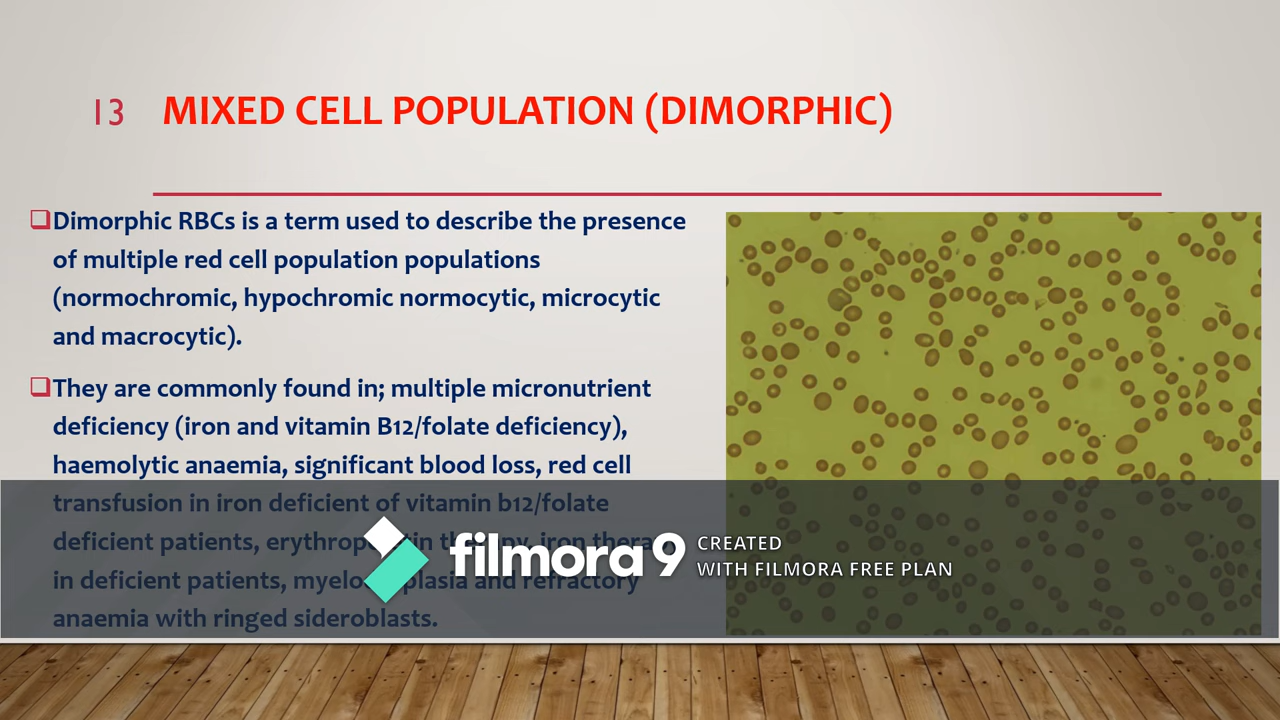 13 MIXED CELL POPULATION (DIMORPHIC)
❑Dimorphic RBCs is a term used to describe the presence
of multiple red cell population populations
(normochromic, hypochromic normocytic, microcytic
and macrocytic).
❑They are commonly found in; multiple micronutrient
deficiency (iron and vitamin B12/folate deficiency),
haemolytic anaemia, significant blood loss, red cell
transfusion in iron deficient of vitamin b12/folate
deficient patients, iron
in deficient patients, and refractory
anaemia with ringed sideroblasts.
filmora9
CREATED
WITH FILMORA FREE PLAN